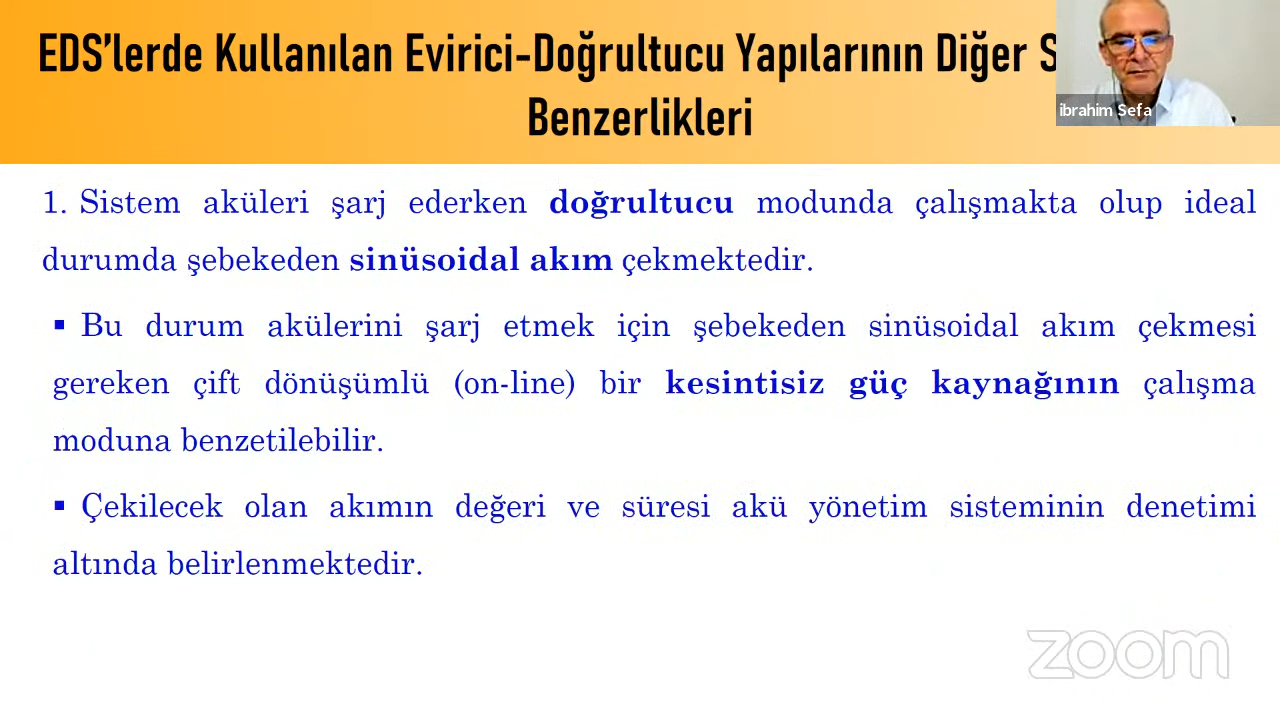 EDS’lerde Kullanılan Evirici-Doğrultucu Yapılarının Diğer
Benzerlikleri
ibrahim Sefa
1. Sistem aküleri şarj ederken doğrultucu modunda çalışmakta olup ideal
durumda şebekeden sinüsoidal akım çekmektedir.
▪ Bu durum akülerini şarj etmek için şebekeden sinüsoidal akım çekmesi
gereken çift dönüşümlü (on-line) bir kesintisiz güç kaynağının çalışma
moduna benzetilebilir.
▪ Çekilecek olan akımın değeri ve süresi akü yönetim sisteminin denetimi
altında belirlenmektedir.
zoom